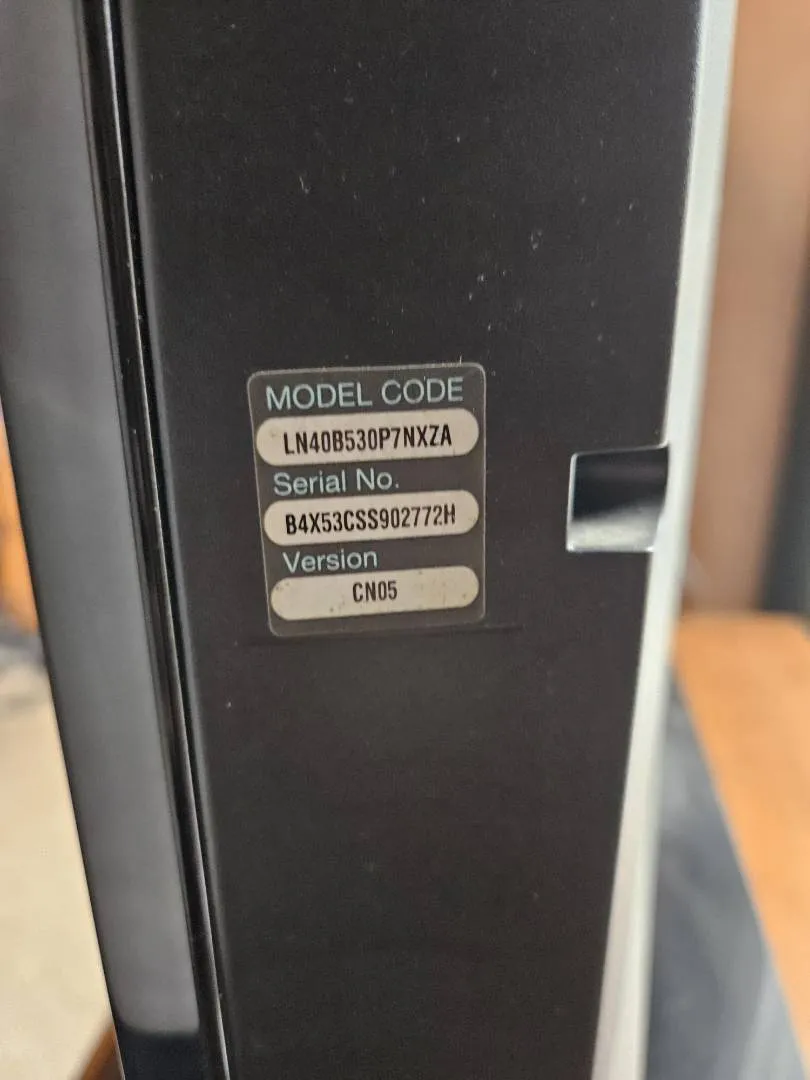 MODEL CODE
LN40B530P7NXZA
Serial No.
B4X53CSS902772H
Version
CN05